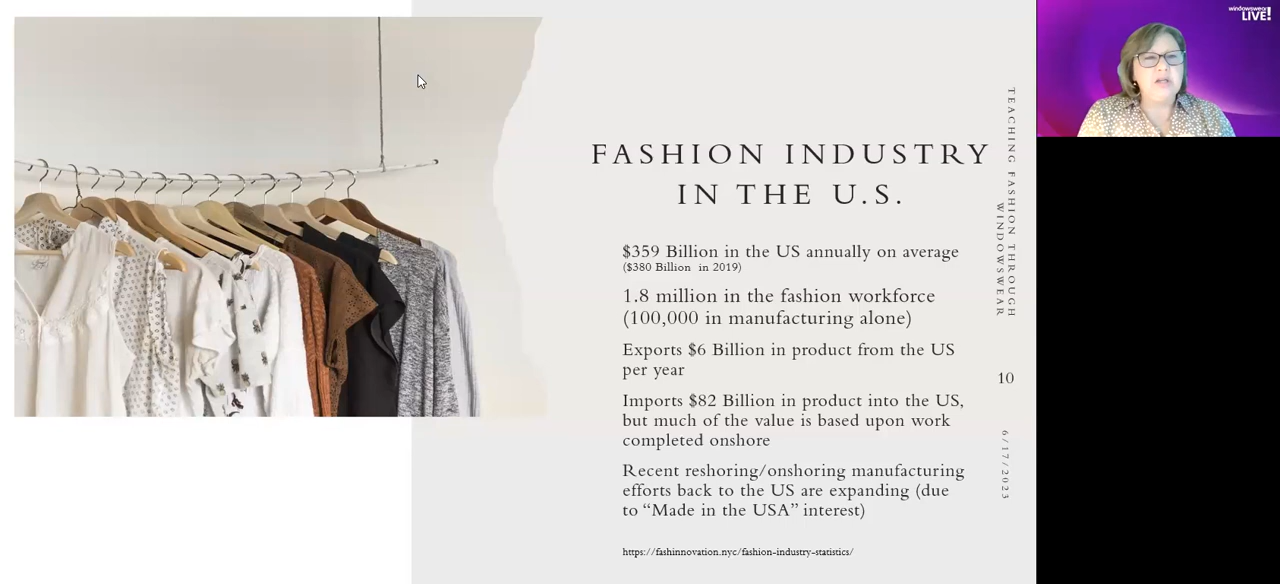 FASHION INDUSTRY
IN THE U.S.
$359 Billion in the US annually on average
($380 Billion in 2019)
1.8 million in the fashion workforce
(100,000 in manufacturing alone)
Exports $6 Billion in product from the US
per year
Imports $82 Billion in product into the US,
but much of the value is based upon work
completed onshore
Recent reshoring/onshoring manufacturing
efforts back to the US are expanding (due
to “Made in the USA” interest)
https://fashinnovation.nyc/fashion-industry-statistics/
TEACHING FASHION THROUGH
WINDOWSWEAR
10
6/17/2023
windowswear
LIVE!